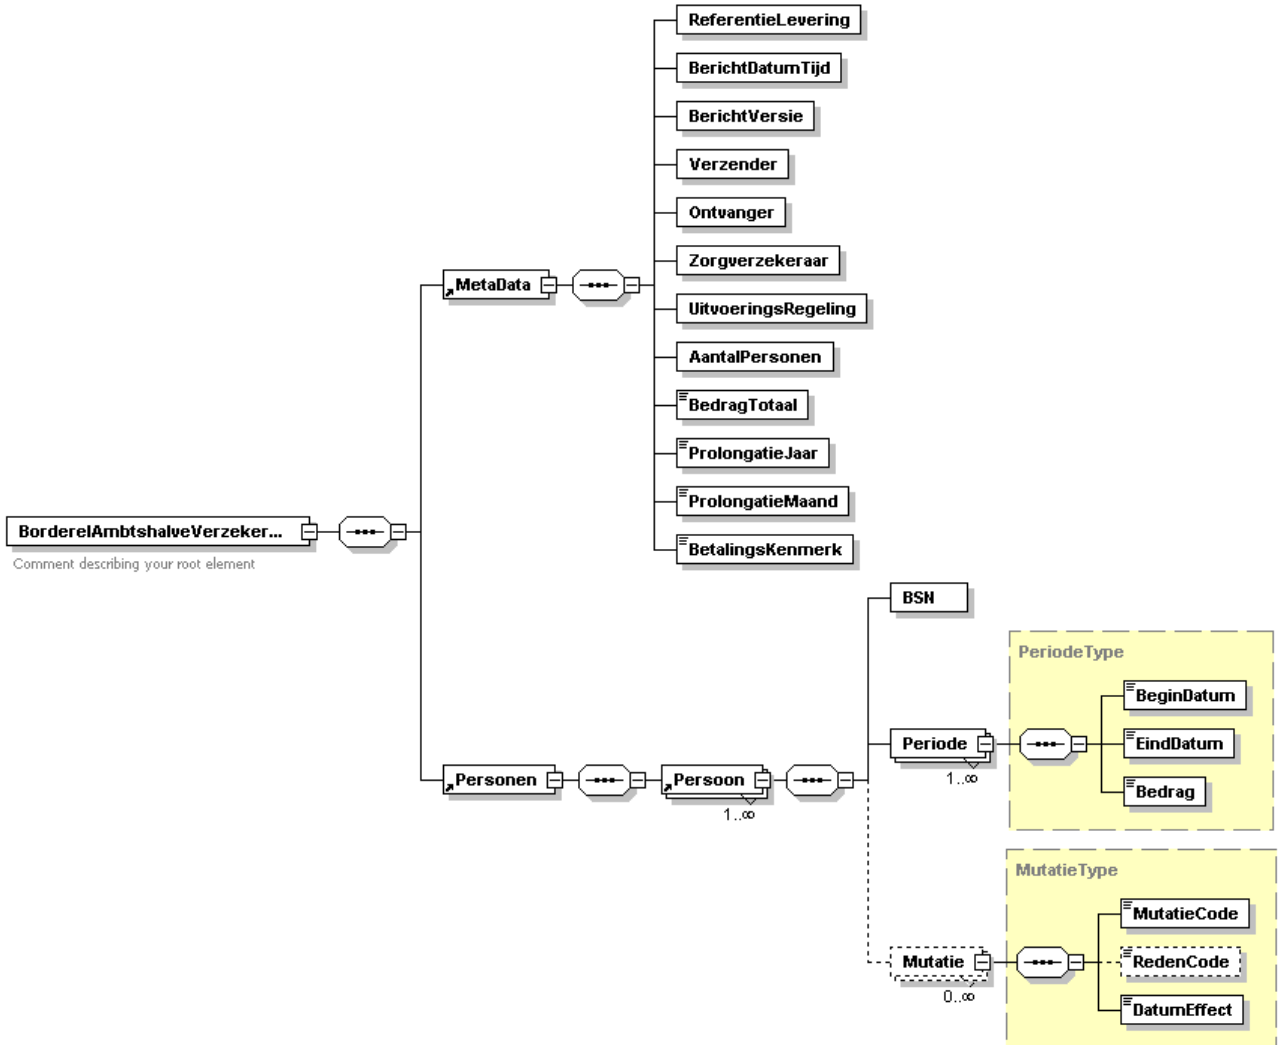 ReferentieLevering
BerichtDatumTijd
BerichtVersie
Verzender
Ontvanger
Zorgverzekeraar
MetaData
UitvoeringsRegeling
AantalPersonen
BedragTotaal
ProlongatieJaar
ProlongatieMaand
BetalingsKenmerk
BorderelAmbtshalveVerzeker...
Comment describing your root element
BSN
PeriodeType
BeginDatum
Periode
EindDatum
1..∞
Bedrag
Personen
Persoon
1..∞
MutatieType
MutatieCode
Mutatie
RedenCode
0..∞
DatumEffect